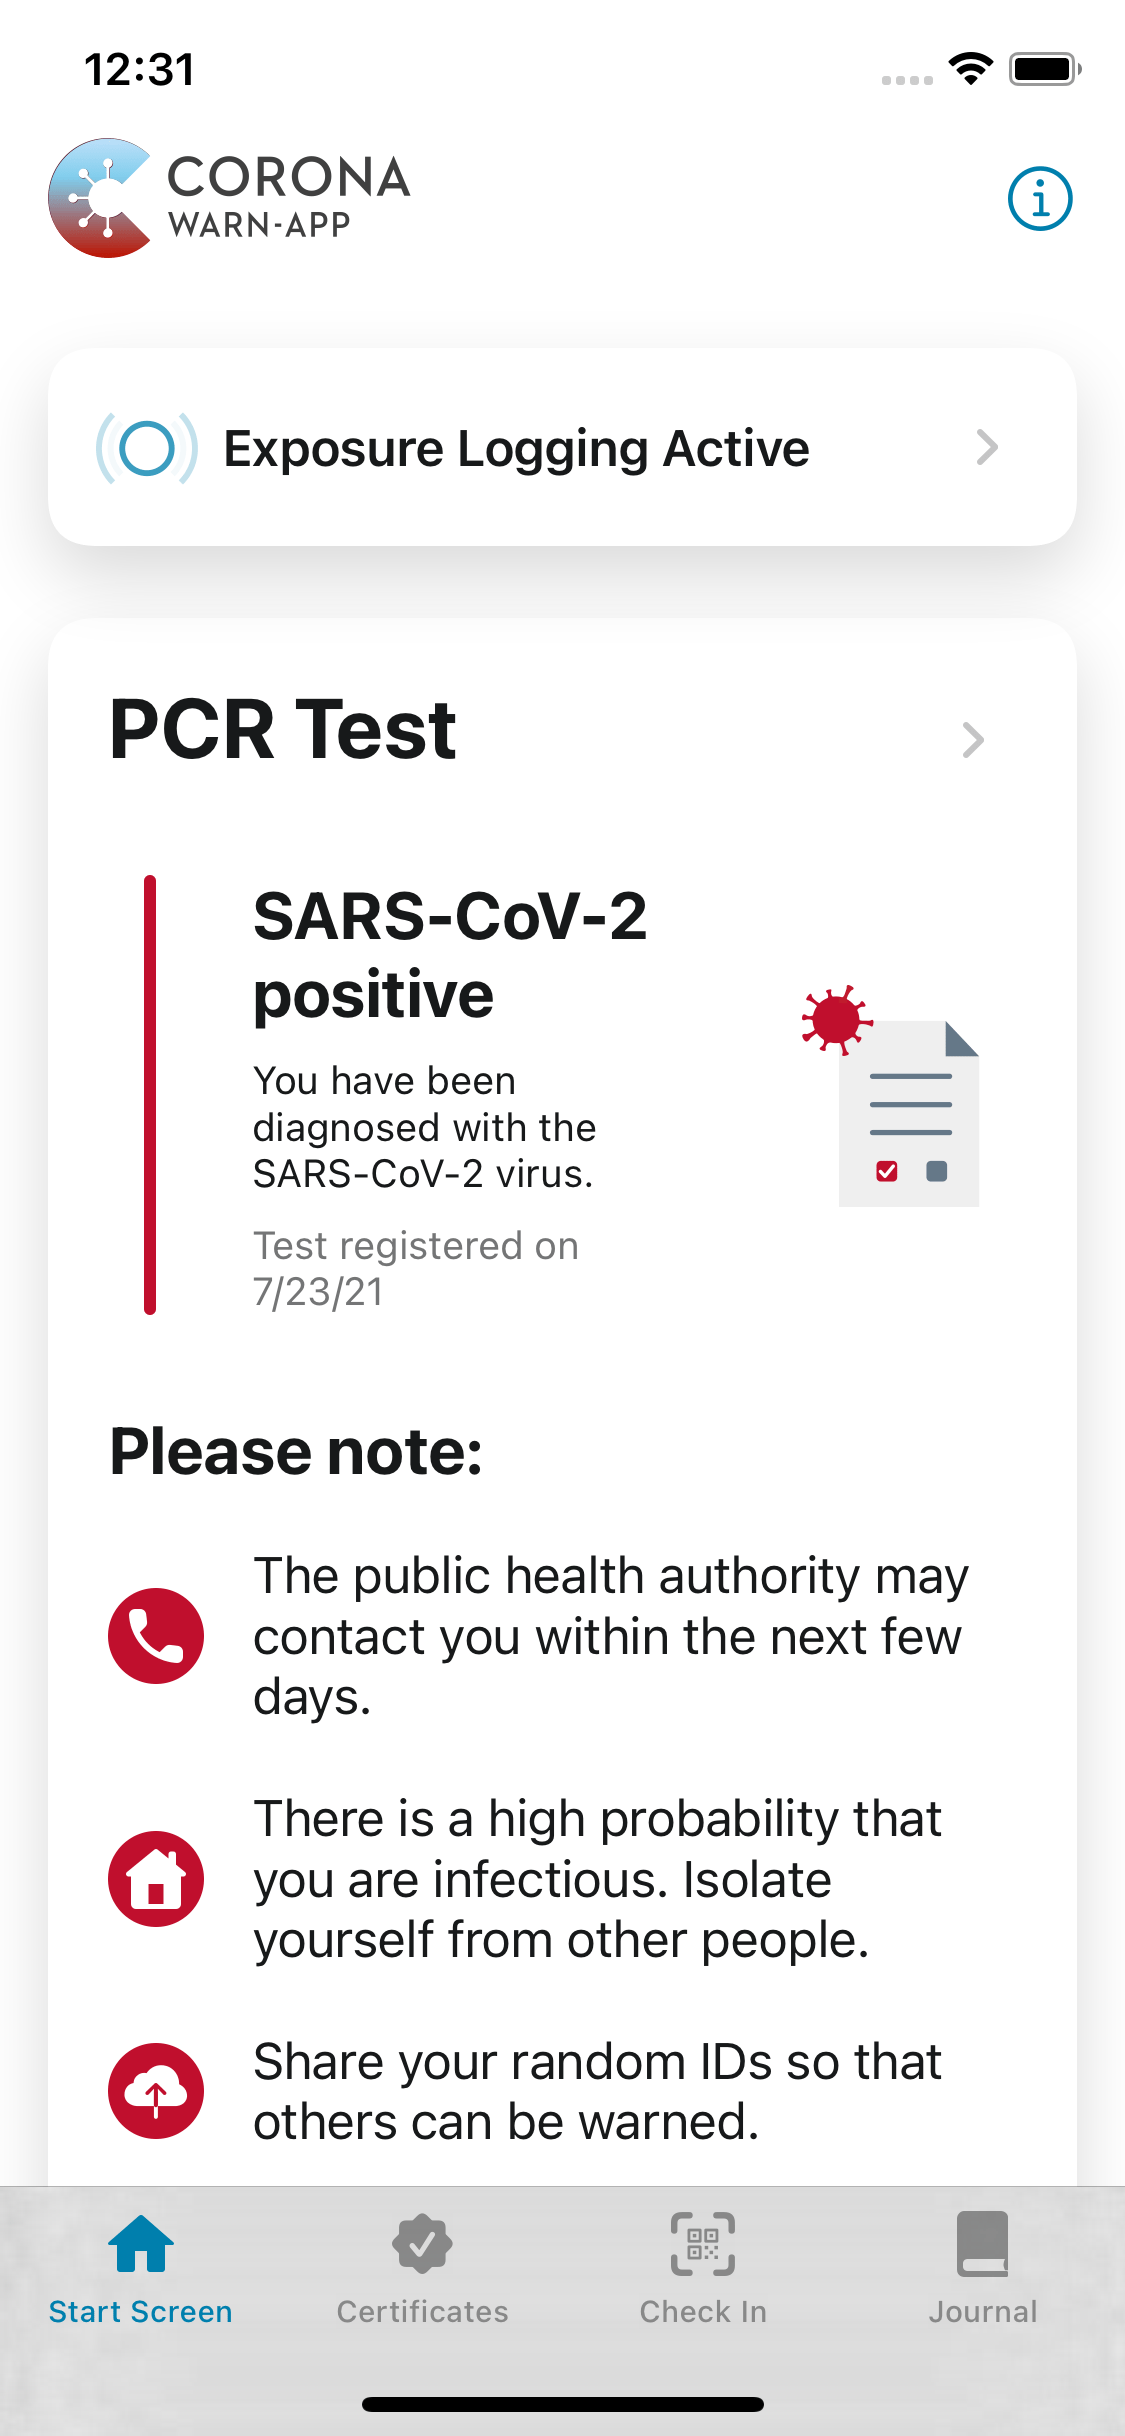 12:31
CORONA
WARN-APP
Exposure Logging Active
PCR Test
SARS-CoV-2
positive
You have been
diagnosed with the
SARS-CoV-2 virus.
Test registered on
7/23/21
Please note:
The public health authority may
contact you within the next few
days.
There is a high probability that
you are infectious. Isolate
yourself from other people.
Share your random IDs so that
others can be warned.
Start Screen
Certificates
Check In
Journal